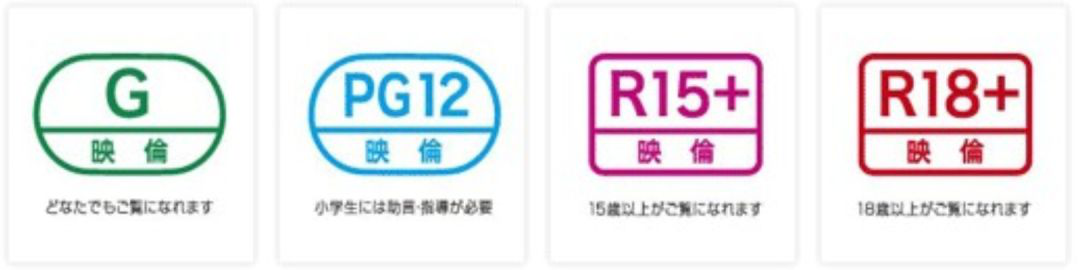 G
映倫
どなたでもご覧になれます
PG12
映倫
小学生には助言・指導が必要
R15+
映倫
15歳以上がご覧になれます
R18+
映倫
18歳以上がご覧になれます